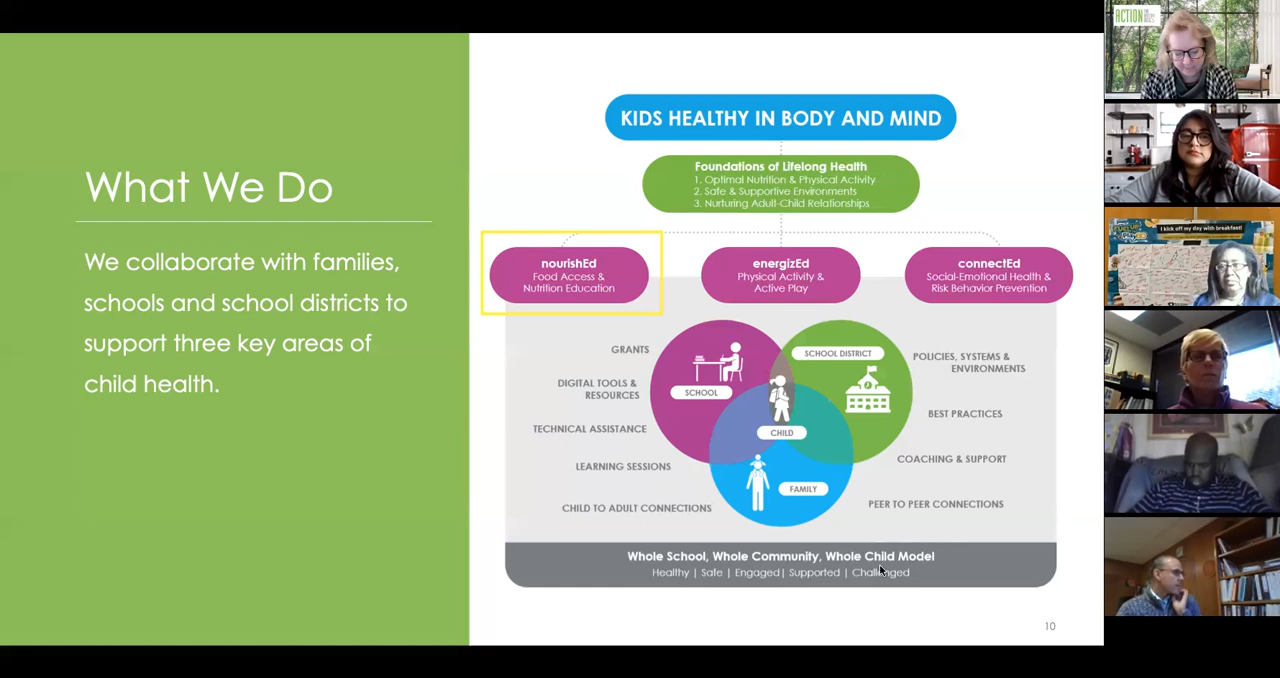 What We Do
We collaborate with families,
schools and school districts to
support three key areas of
child health.
KIDS HEALTHY IN BODY AND MIND
Foundations of Lifelong Health
1. Optimal Nutrition & Physical Activity
2. Safe & Supportive Environments
3. Nurturing Adult-Child Relationships
nourishEd
Food Access &
Nutrition Education
energizEd
Physical Activity &
Active Play
connectEd
Social-Emotional Health &
Risk Behavior Prevention
GRANTS
DIGITAL TOOLS &
RESOURCES
TECHNICAL ASSISTANCE
LEARNING SESSIONS
CHILD TO ADULT CONNECTIONS
SCHOOL
SCHOOL DISTRICT
CHILD
FAMILY
POLICIES, SYSTEMS &
ENVIRONMENTS
BEST PRACTICES
COACHING & SUPPORT
PEER TO PEER CONNECTIONS
Whole School, Whole Community, Whole Child Model
Healthy | Safe | Engaged | Supported | Challenged
10
ACTION
I kick off my day with breakfast!